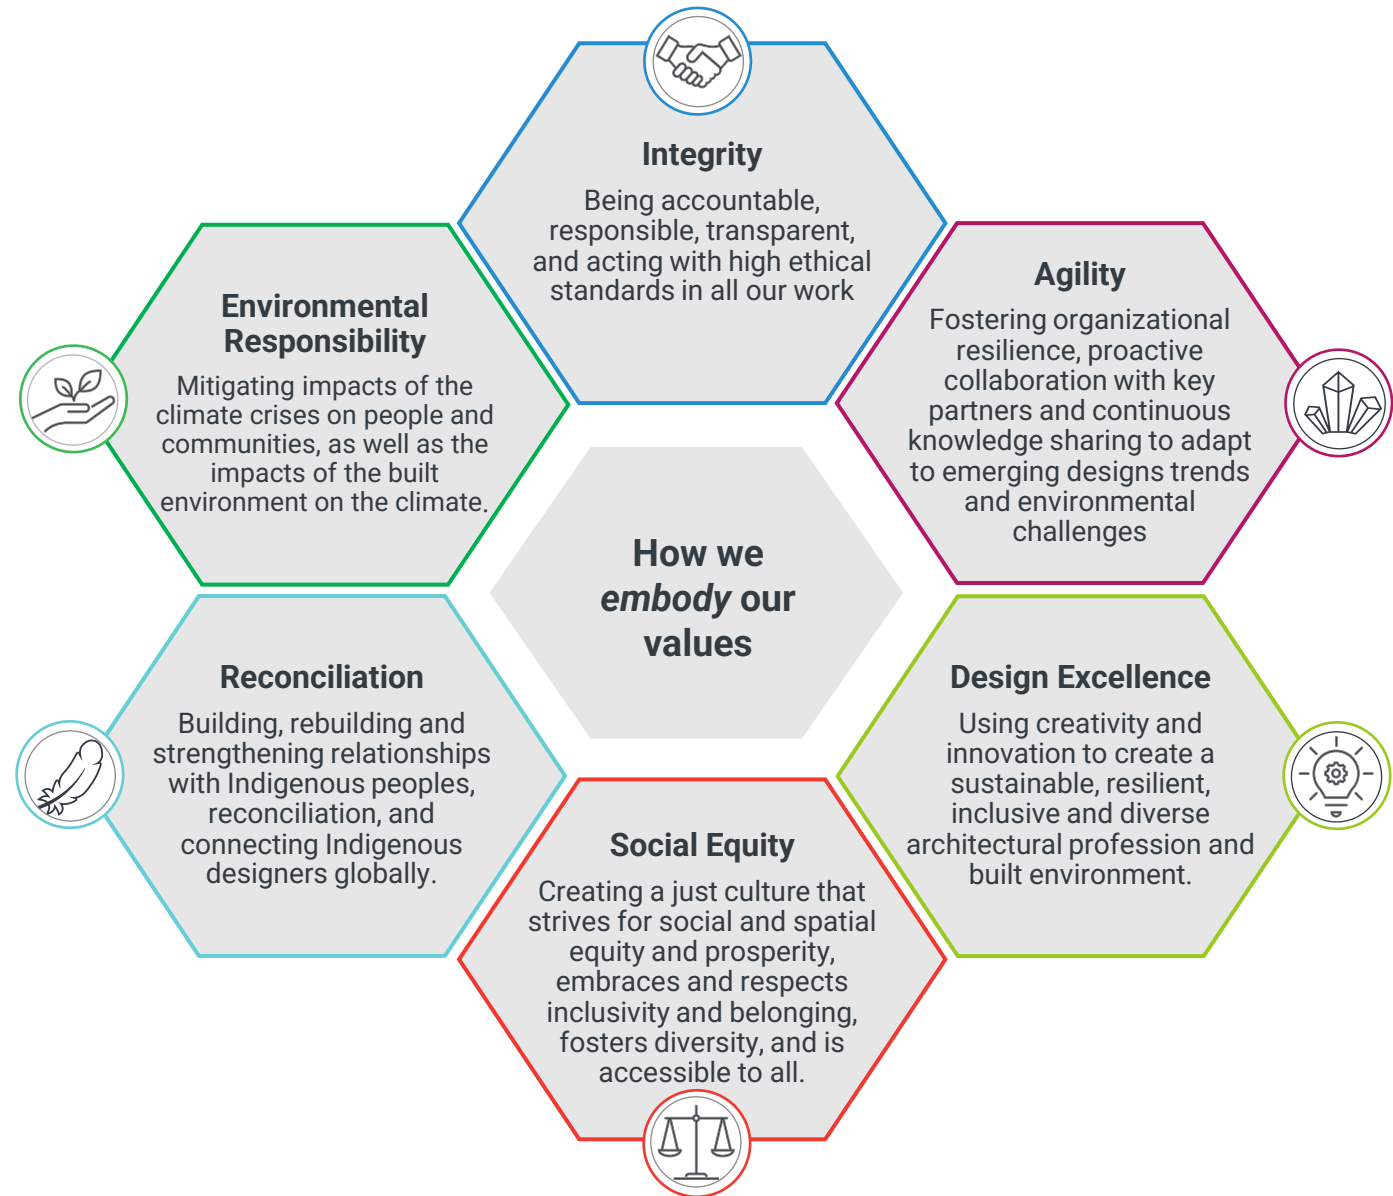 Integrity
Being accountable,
responsible, transparent,
and acting with high ethical
standards in all our work
Agility
Fostering organizational
resilience, proactive
collaboration with key
partners and continuous
knowledge sharing to adapt
to emerging designs trends
and environmental
challenges
Environmental
Responsibility
Mitigating impacts of the
climate crises on people and
communities, as well as the
impacts of the built
environment on the climate.
How we
embody our
values
Reconciliation
Building, rebuilding and
strengthening relationships
with Indigenous peoples,
reconciliation, and
connecting Indigenous
designers globally.
Design Excellence
Using creativity and
innovation to create a
sustainable, resilient,
inclusive and diverse
architectural profession and
built environment.
Social Equity
Creating a just culture that
strives for social and spatial
equity and prosperity,
embraces and respects
inclusivity and belonging,
fosters diversity, and is
accessible to all.